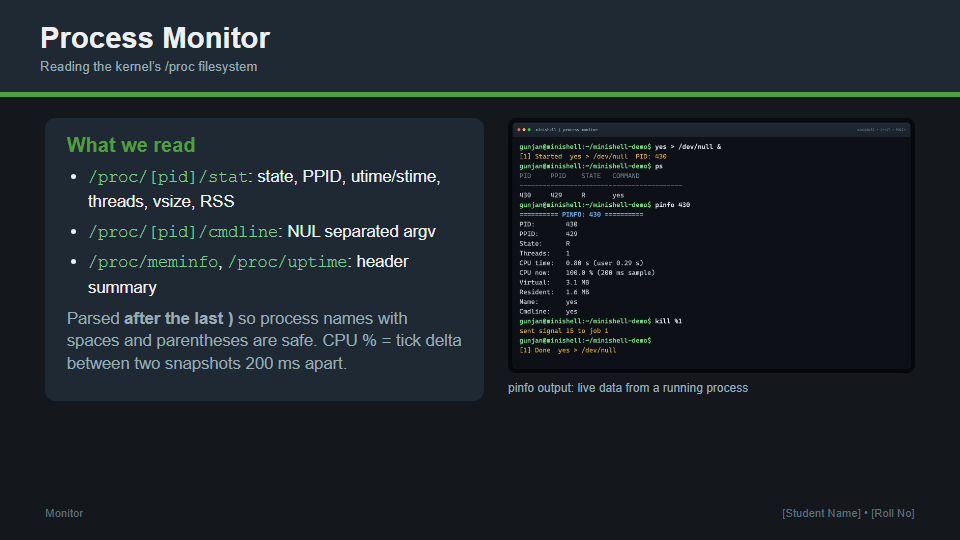 Process Monitor
Reading the kernel's /proc filesystem
What we read
• /proc/[pid]/stat: state, PPID, utime/stime,
threads, vsize, RSS
• /proc/[pid]/cmdline: NUL separated argv
• /proc/meminfo, /proc/uptime: header
summary
Parsed after the last ) so process names with
spaces and parentheses are safe. CPU % = tick delta
between two snapshots 200 ms apart.
minishell | process monitor
gunjan@minishell:~/minishell-demo$ yes > /dev/null &
[1] Started yes > /dev/null PID: 430
gunjan@minishell:~/minishell-demo$ ps
PID PPID STATE COMMAND
430 429 R yes
gunjan@minishell:~/minishell-demo$ pinfo 430
========== PINFO: 430 ==========
PID: 430
PPID: 429
State: R
Threads: 1
CPU time: 0.80 s (user 0.29 s)
CPU now: 100.0 % (200 ms sample)
Virtual: 3.1 MB
Resident: 1.6 MB
Name: yes
Cmdline: yes
gunjan@minishell:~/minishell-demo$ kill %1
sent signal 15 to job 1
gunjan@minishell:~/minishell-demo$
[1] Done yes > /dev/null
pinfo output: live data from a running process
Monitor
[Student Name] • [Roll No]